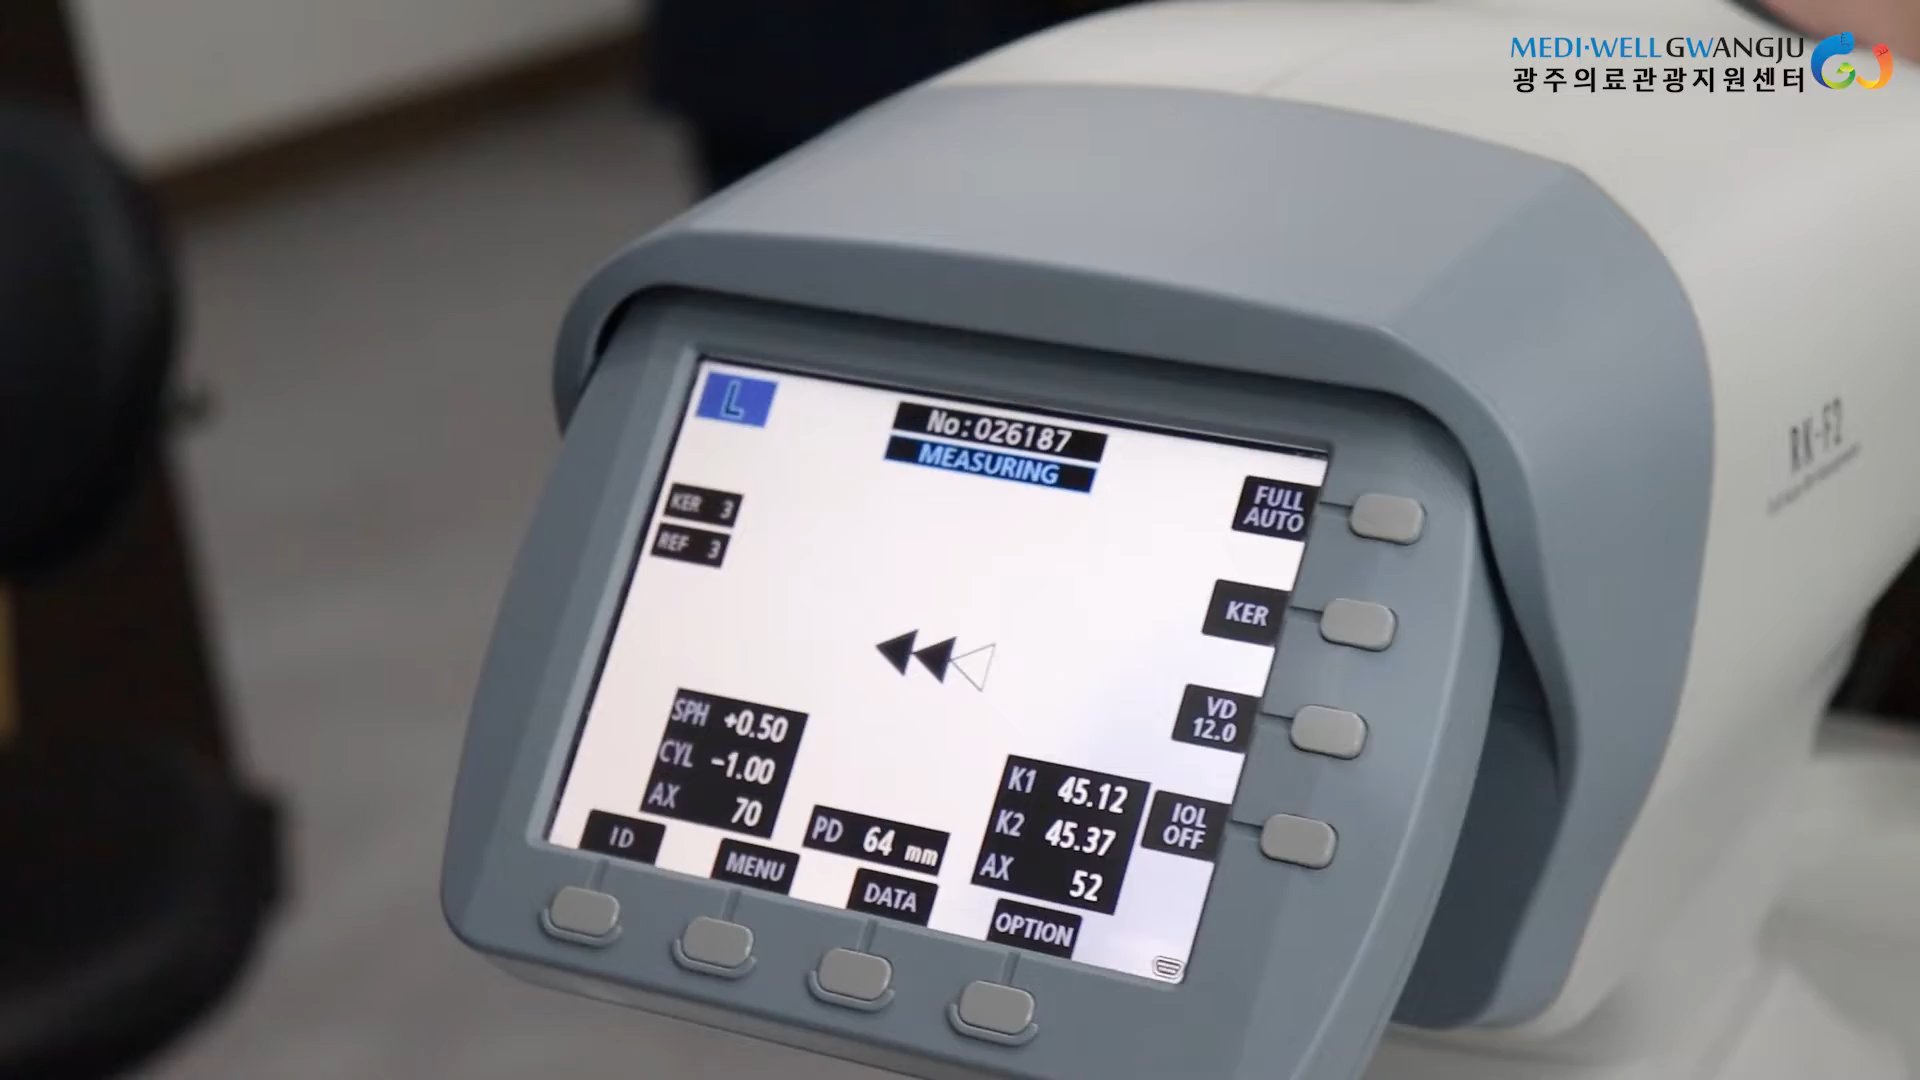 MEDI·WELL GWANGJU
광주의료관광지원센터
L
No:026187
MEASURING
KER 3
REF 3
FULL
AUTO
KER
VD
12.0
IOL
OFF
SPH +0.50
CYL -1.00
AX 70
PD 64 mm
K1 45.12
K2 45.37
AX 52
ID
MENU
DATA
OPTION
RK-F2